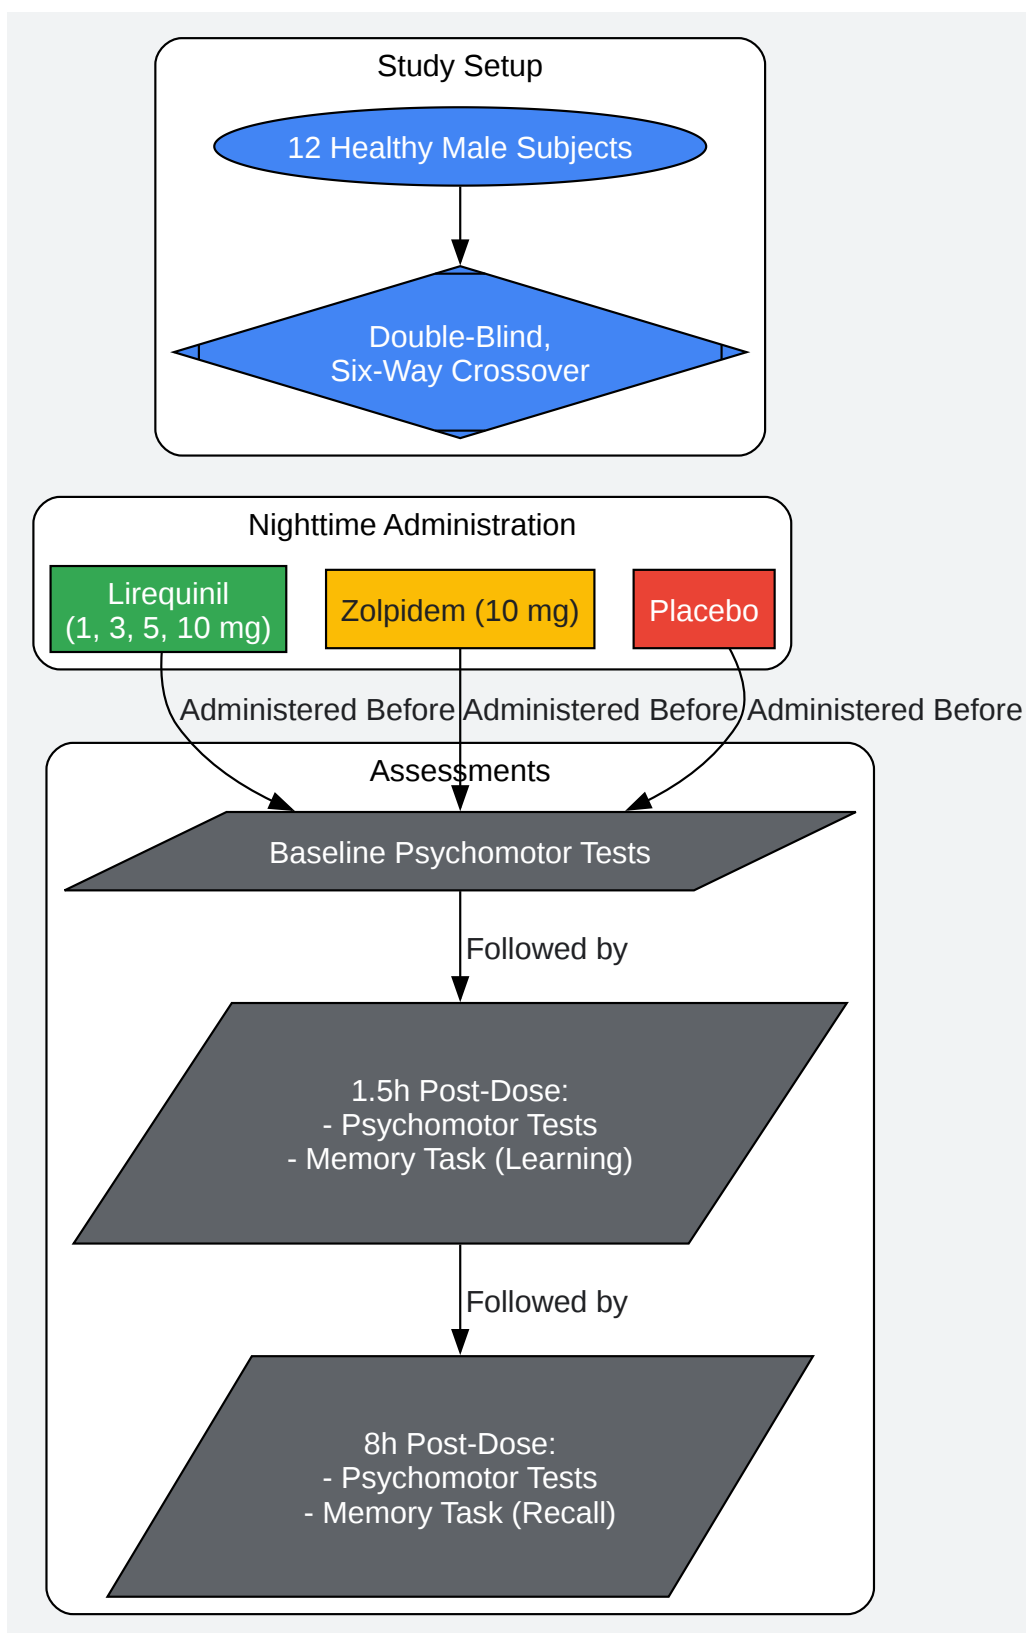 Study Setup
12 Healthy Male Subjects
Double-Blind,
Six-Way Crossover
Nighttime Administration
Lirequinil
(1, 3, 5, 10 mg)
Zolpidem (10 mg)
Placebo
Administered Before
Administered Before
Administered Before
Assessments
Baseline Psychomotor Tests
Followed by
1.5h Post-Dose:
- Psychomotor Tests
- Memory Task (Learning)
Followed by
8h Post-Dose:
- Psychomotor Tests
- Memory Task (Recall)